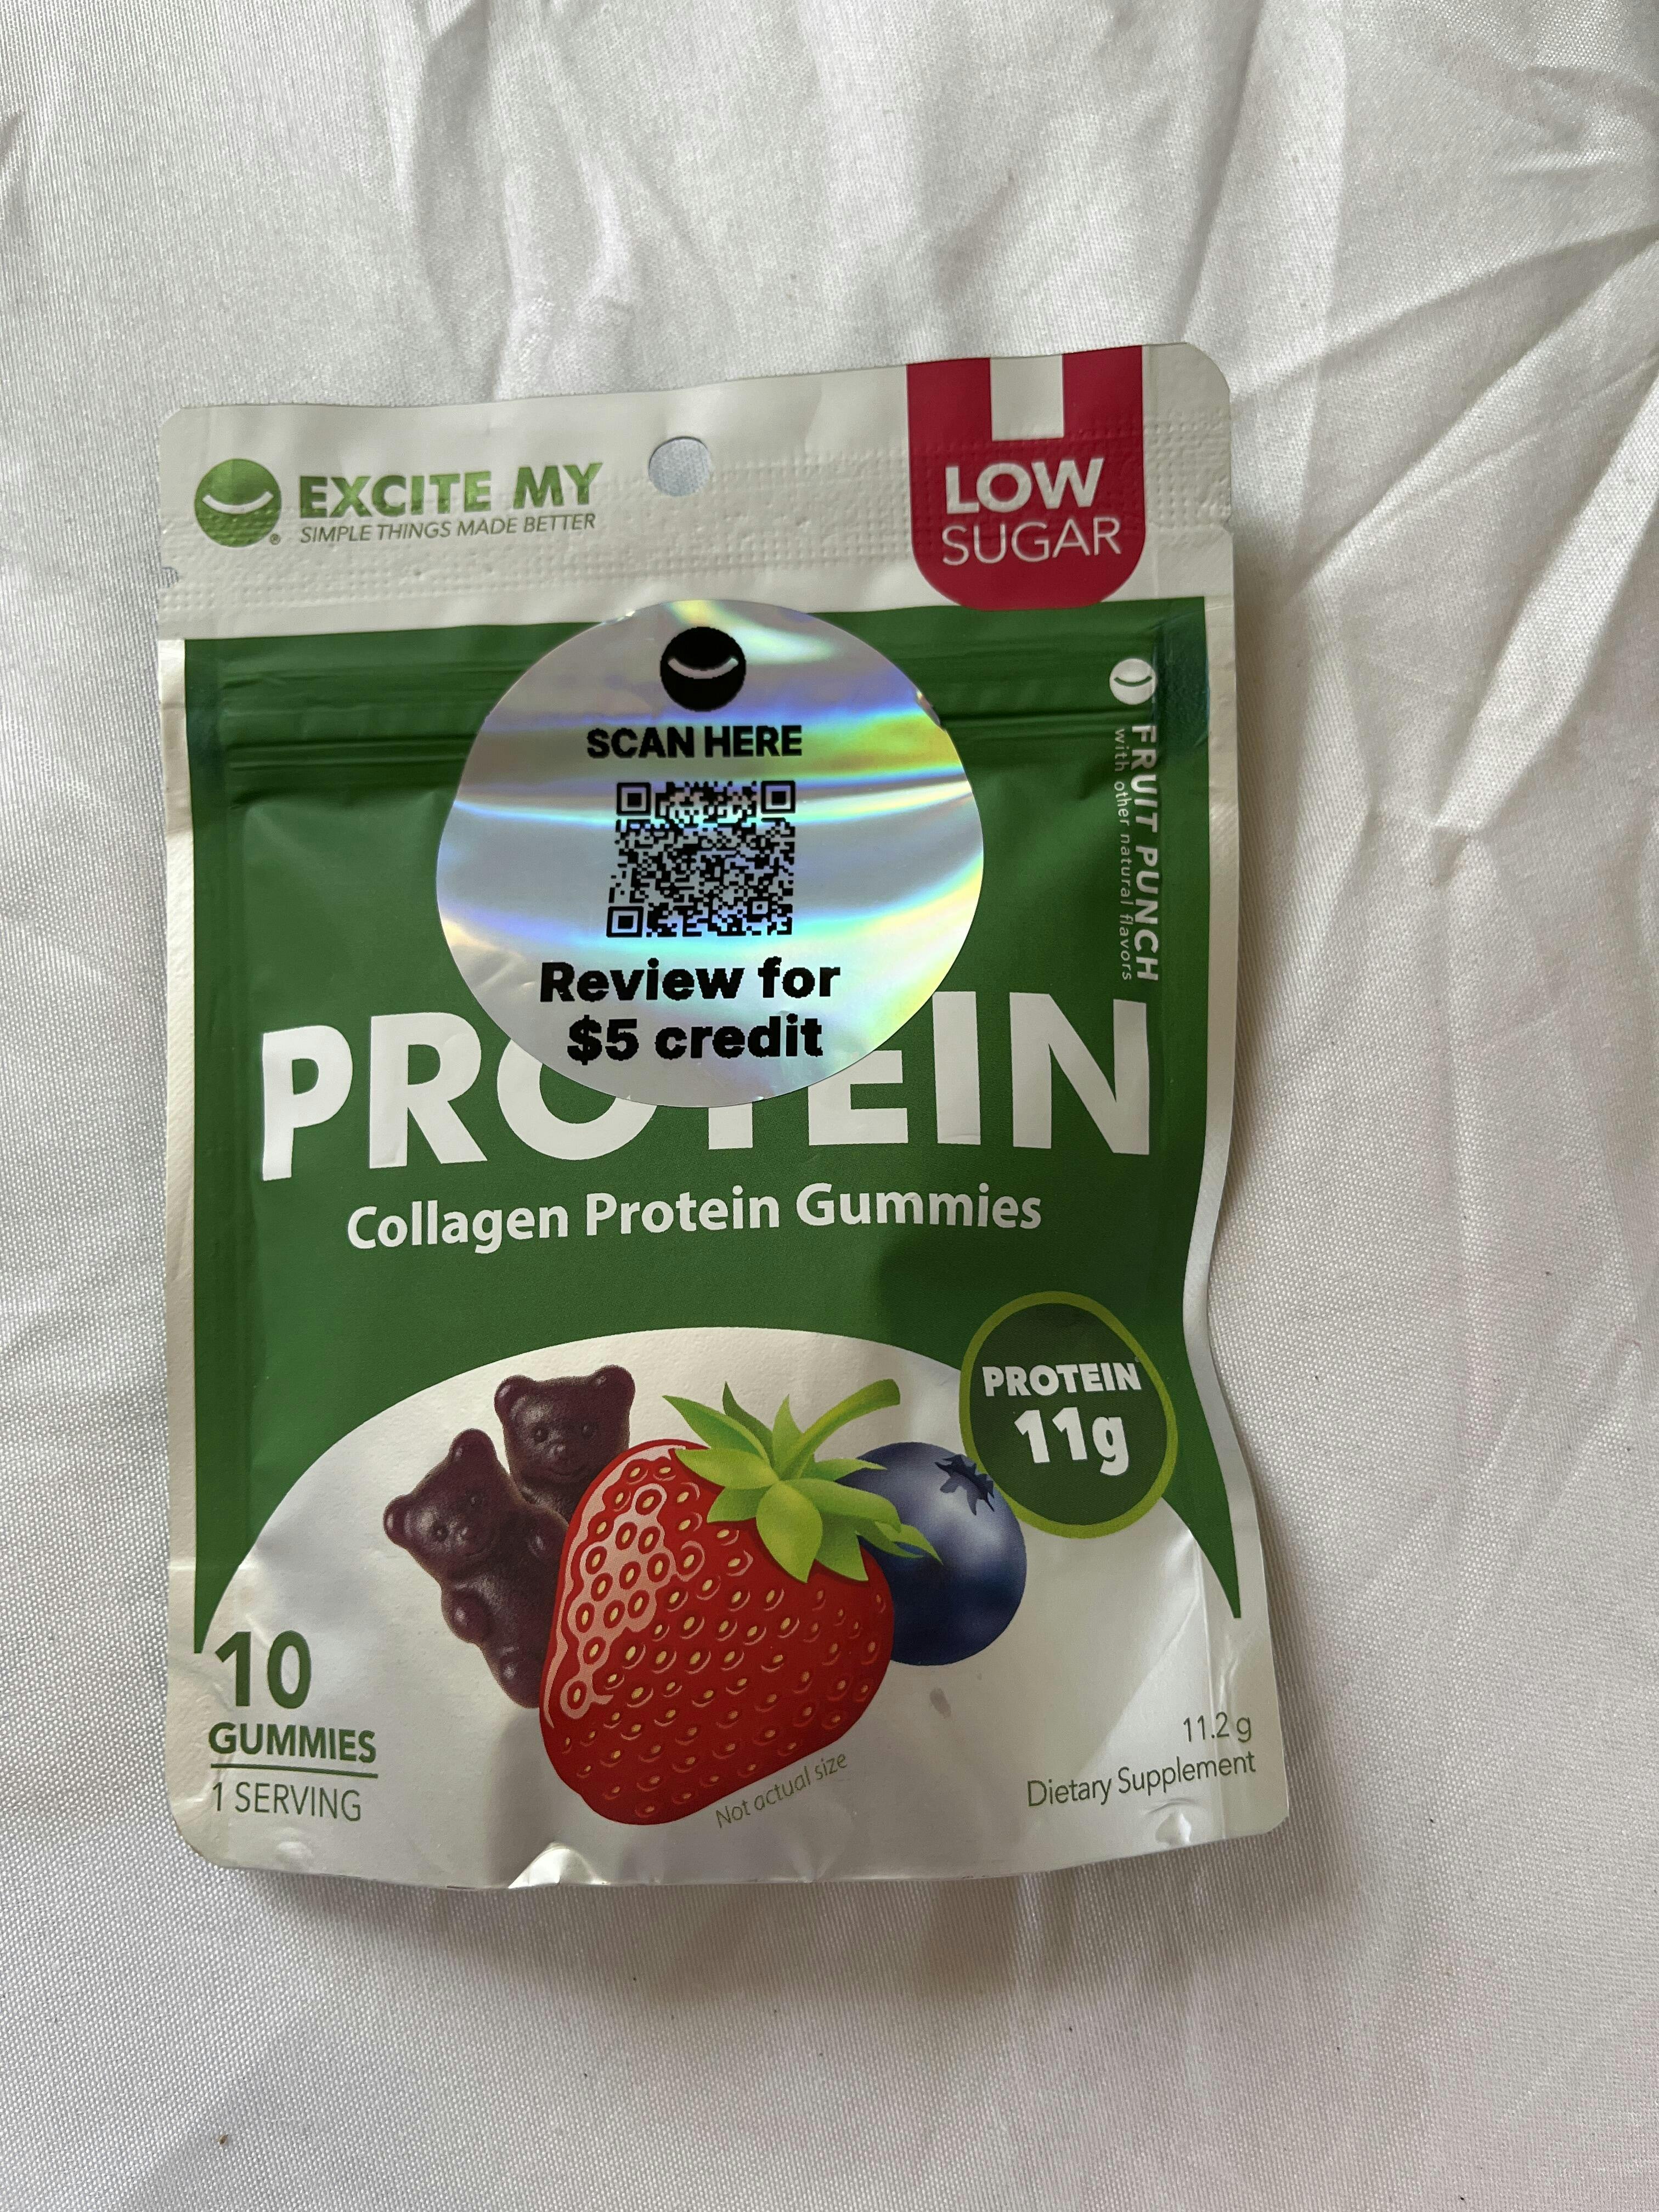 EXCITE MY
SIMPLE THINGS MADE BETTER
®
LOW
SUGAR
SCAN HERE
Review for
$5 credit
FRUIT PUNCH
with other natural flavors
PROTEIN
Collagen Protein Gummies
PROTEIN
11g
10
GUMMIES
1 SERVING
Not actual size
11.2 g
Dietary Supplement